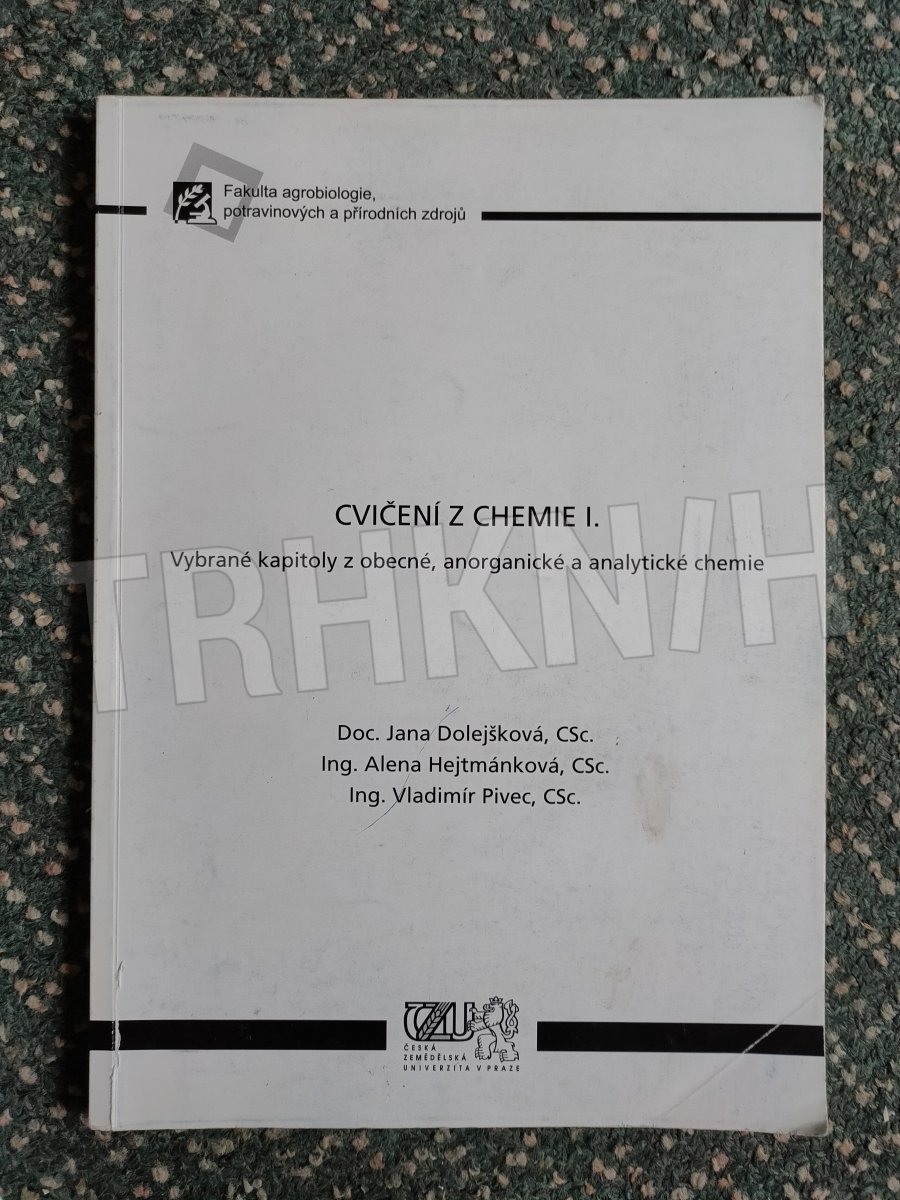 Fakulta agrobiologie,
potravinových a přírodních zdrojů
CVIČENÍ Z CHEMIE I.
Vybrané kapitoly z obecné, anorganické a analytické chemie
TRHKNIH
Doc. Jana Dolejšková, CSc.
Ing. Alena Hejtmánková, CSc.
Ing. Vladimír Pivec, CSc.
ČZU
ČESKÁ
ZEMĚDĚLSKÁ
UNIVERZITA V PRAZE